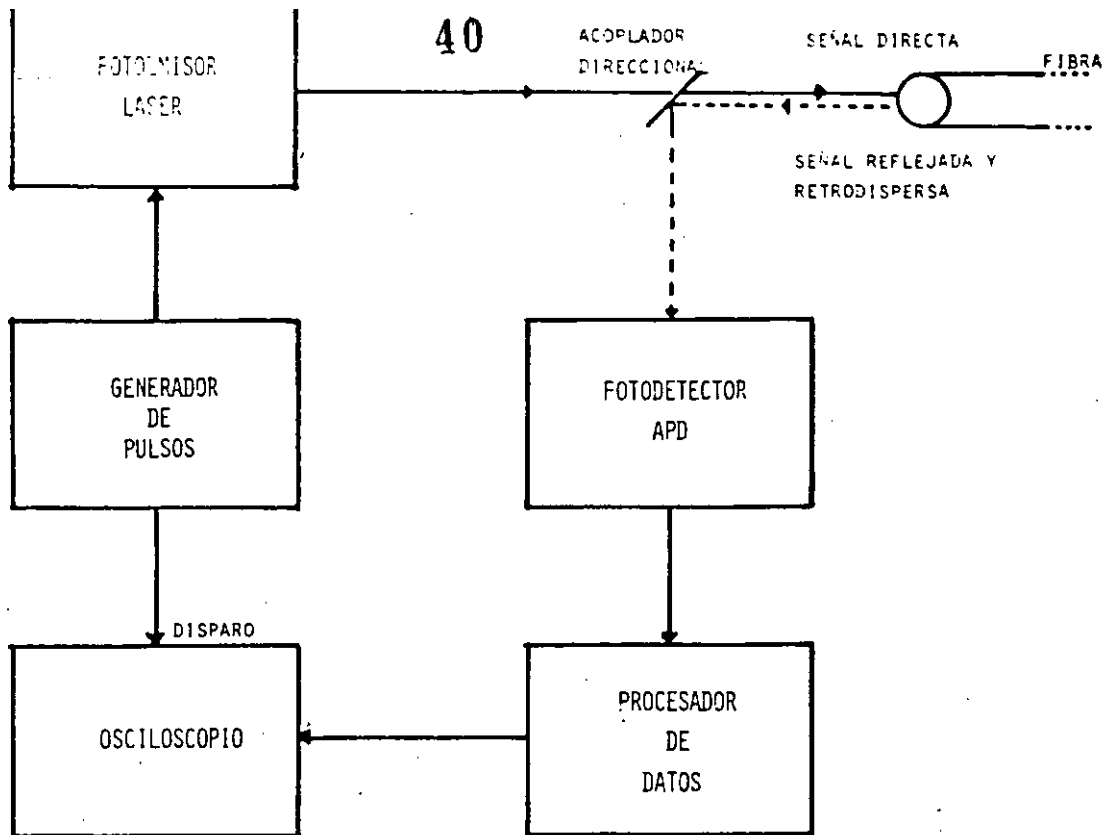 40
FOTOEMISOR
LASER
ACOPLADOR
DIRECCIONAL
SEÑAL DIRECTA
FIBRA
SEÑAL REFLEJADA Y
RETRODISPERSA
GENERADOR
DE
PULSOS
FOTODETECTOR
APD
DISPARO
OSCILOSCOPIO
PROCESADOR
DE
DATOS